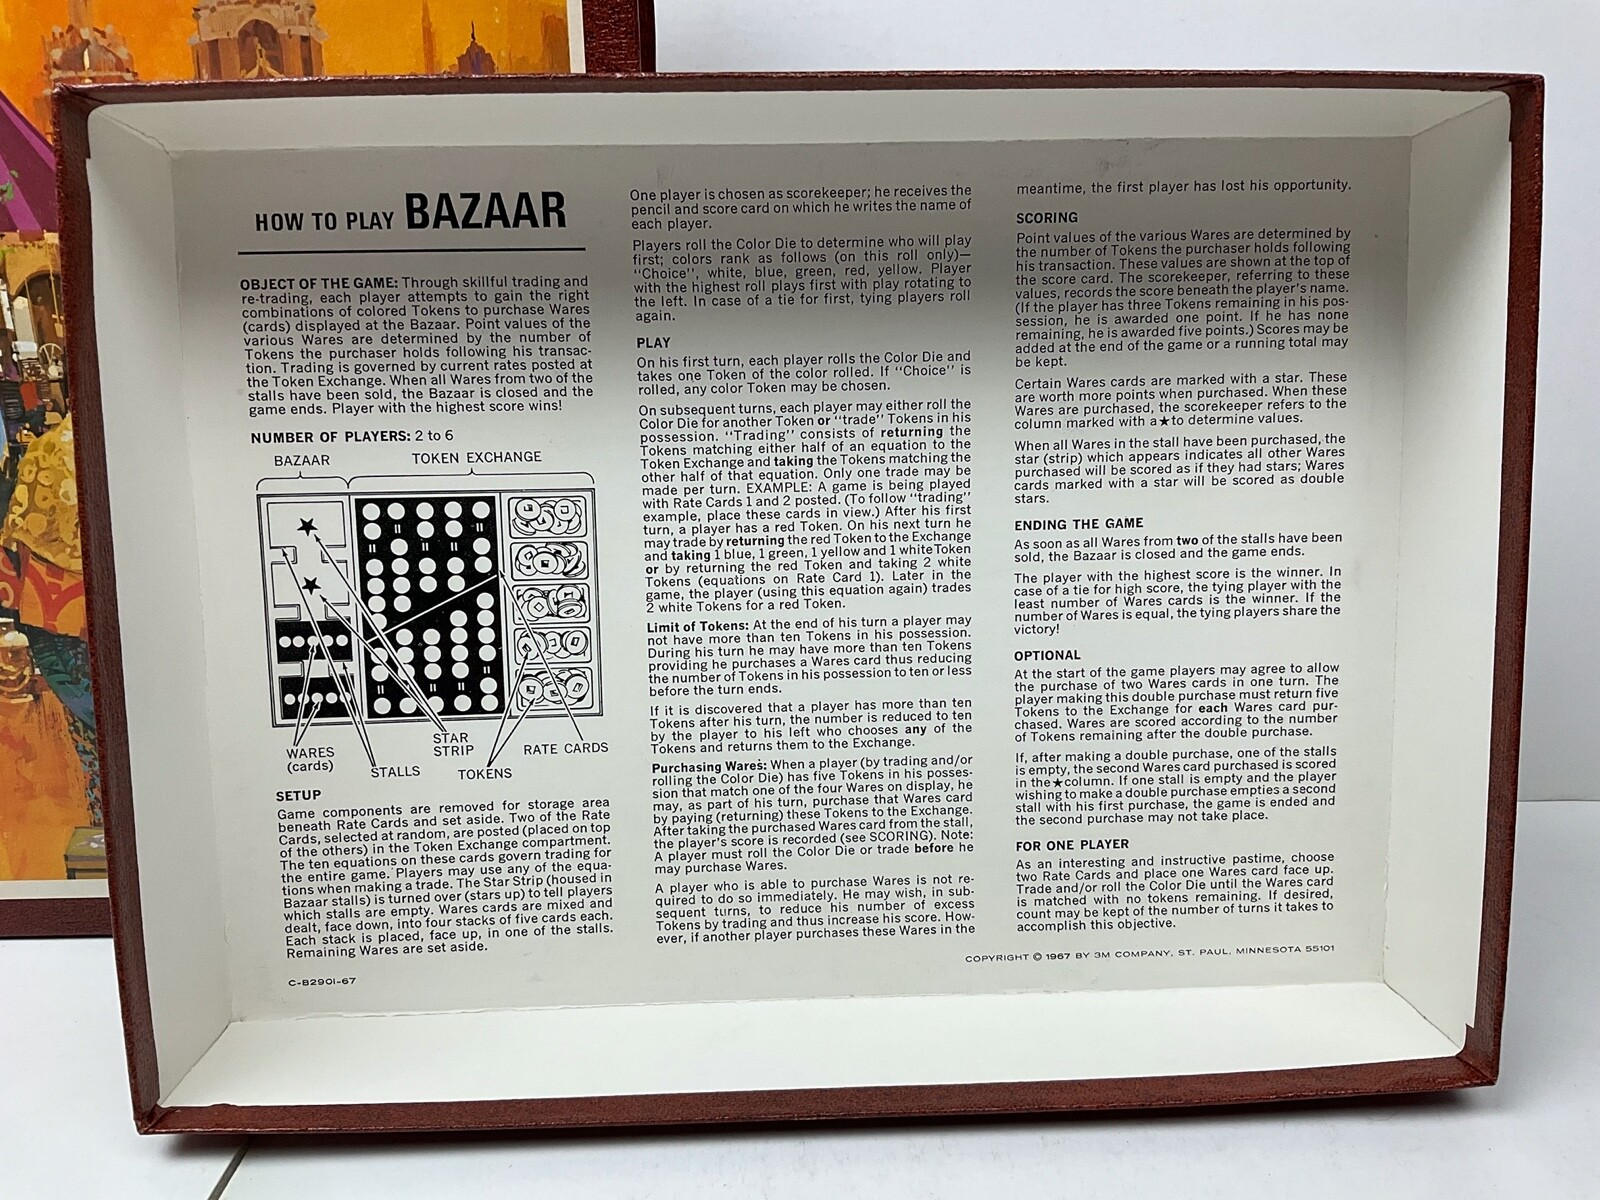 HOW TO PLAY BAZAAR
OBJECT OF THE GAME: Through skillful trading and
re-trading, each player attempts to gain the right
combinations of colored Tokens to purchase Wares
(cards) displayed at the Bazaar. Point values of the
various Wares are determined by the number of
Tokens the purchaser holds following his transac-
tion. Trading is governed by current rates posted at
the Token Exchange. When all Wares from two of the
stalls have been sold, the Bazaar is closed and the
game ends. Player with the highest score wins!
NUMBER OF PLAYERS: 2 to 6
BAZAAR
TOKEN EXCHANGE
WARES
(cards)
STALLS
STAR
STRIP
TOKENS
RATE CARDS
SETUP
Game components are removed for storage area
beneath Rate Cards and set aside. Two of the Rate
Cards, selected at random, are posted (placed on top
of the others) in the Token Exchange compartment.
The ten equations on these cards govern trading for
the entire game. Players may use any of the equa-
tions when making a trade. The Star Strip (housed in
Bazaar stalls) is turned over (stars up) to tell players
which stalls are empty. Wares cards are mixed and
dealt, face down, into four stacks of five cards each.
Each stack is placed, face up, in one of the stalls.
Remaining Wares are set aside.
C-B2901-67
One player is chosen as scorekeeper; he receives the
pencil and score card on which he writes the name of
each player.
Players roll the Color Die to determine who will play
first; colors rank as follows (on this roll only)—
"Choice", white, blue, green, red, yellow. Player
with the highest roll plays first with play rotating to
the left. In case of a tie for first, tying players roll
again.
PLAY
On his first turn, each player rolls the Color Die and
takes one Token of the color rolled. If "Choice" is
rolled, any color Token may be chosen.
On subsequent turns, each player may either roll the
Color Die for another Token or "trade" Tokens in his
possession. "Trading" consists of returning the
Tokens matching either half of an equation to the
Token Exchange and taking the Tokens matching the
other half of that equation. Only one trade may be
made per turn. EXAMPLE: A game is being played
with Rate Cards 1 and 2 posted. (To follow "trading"
example, place these cards in view.) After his first
turn, a player has a red Token. On his next turn he
may trade by returning the red Token to the Exchange
and taking 1 blue, 1 green, 1 yellow and 1 white Token
or by returning the red Token and taking 2 white
Tokens (equations on Rate Card 1). Later in the
game, the player (using this equation again) trades
2 white Tokens for a red Token.
Limit of Tokens: At the end of his turn a player may
not have more than ten Tokens in his possession.
During his turn he may have more than ten Tokens
providing he purchases a Wares card thus reducing
the number of Tokens in his possession to ten or less
before the turn ends.
If it is discovered that a player has more than ten
Tokens after his turn, the number is reduced to ten
by the player to his left who chooses any of the
Tokens and returns them to the Exchange.
Purchasing Wares: When a player (by trading and/or
rolling the Color Die) has five Tokens in his posses-
sion that match one of the four Wares on display, he
may, as part of his turn, purchase that Wares card
by paying (returning) these Tokens to the Exchange.
After taking the purchased Wares card from the stall,
the player's score is recorded (see SCORING). Note:
A player must roll the Color Die or trade before he
may purchase Wares.
A player who is able to purchase Wares is not re-
quired to do so immediately. He may wish, in sub-
sequent turns, to reduce his number of excess
Tokens by trading and thus increase his score. How-
ever, if another player purchases these Wares in the
meantime, the first player has lost his opportunity.
SCORING
Point values of the various Wares are determined by
the number of Tokens the purchaser holds following
his transaction. These values are shown at the top of
the score card. The scorekeeper, referring to these
values, records the score beneath the player's name.
(If the player has three Tokens remaining in his pos-
session, he is awarded one point. If he has none
remaining, he is awarded five points.) Scores may be
added at the end of the game or a running total may
be kept.
Certain Wares cards are marked with a star. These
are worth more points when purchased. When these
Wares are purchased, the scorekeeper refers to the
column marked with a ★ to determine values.
When all Wares in the stall have been purchased, the
star (strip) which appears indicates all other Wares
purchased will be scored as if they had stars; Wares
cards marked with a star will be scored as double
stars.
ENDING THE GAME
As soon as all Wares from two of the stalls have been
sold, the Bazaar is closed and the game ends.
The player with the highest score is the winner. In
case of a tie for high score, the tying player with the
least number of Wares cards is the winner. If the
number of Wares is equal, the tying players share the
victory!
OPTIONAL
At the start of the game players may agree to allow
the purchase of two Wares cards in one turn. The
player making this double purchase must return five
Tokens to the Exchange for each Wares card pur-
chased. Wares are scored according to the number
of Tokens remaining after the double purchase.
If, after making a double purchase, one of the stalls
is empty, the second Wares card purchased is scored
in the ★ column. If one stall is empty and the player
wishing to make a double purchase empties a second
stall with his first purchase, the game is ended and
the second purchase may not take place.
FOR ONE PLAYER
As an interesting and instructive pastime, choose
two Rate Cards and place one Wares card face up.
Trade and/or roll the Color Die until the Wares card
is matched with no tokens remaining. If desired,
count may be kept of the number of turns it takes to
accomplish this objective.
COPYRIGHT © 1967 BY 3M COMPANY, ST. PAUL, MINNESOTA 55101